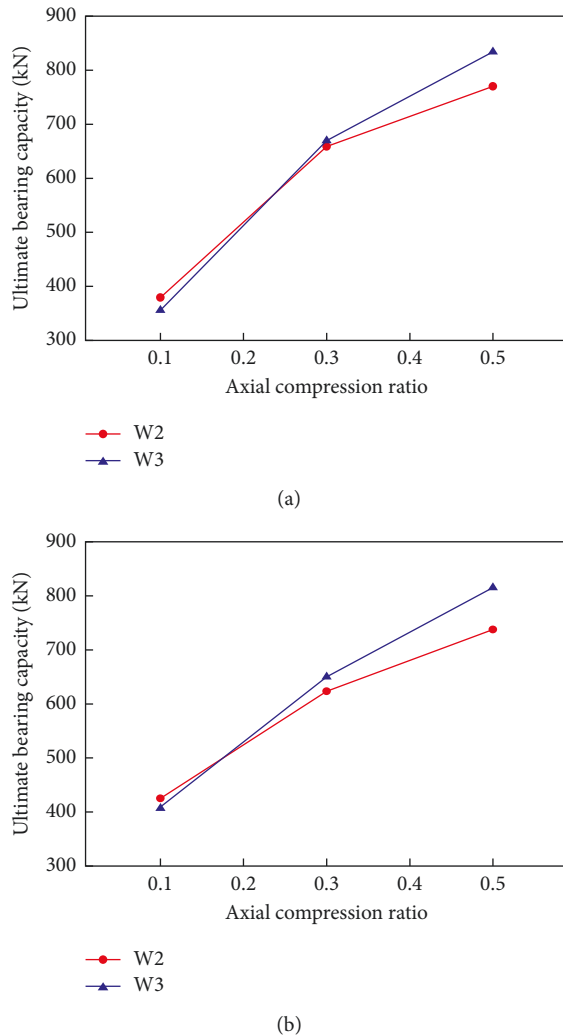 900
800
700
600
500
400
300
Ultimate bearing capacity (kN)
0.1 0.2 0.3 0.4 0.5
Axial compression ratio
W2
W3
(a)
900
800
700
600
500
400
300
Ultimate bearing capacity (kN)
0.1 0.2 0.3 0.4 0.5
Axial compression ratio
W2
W3
(b)